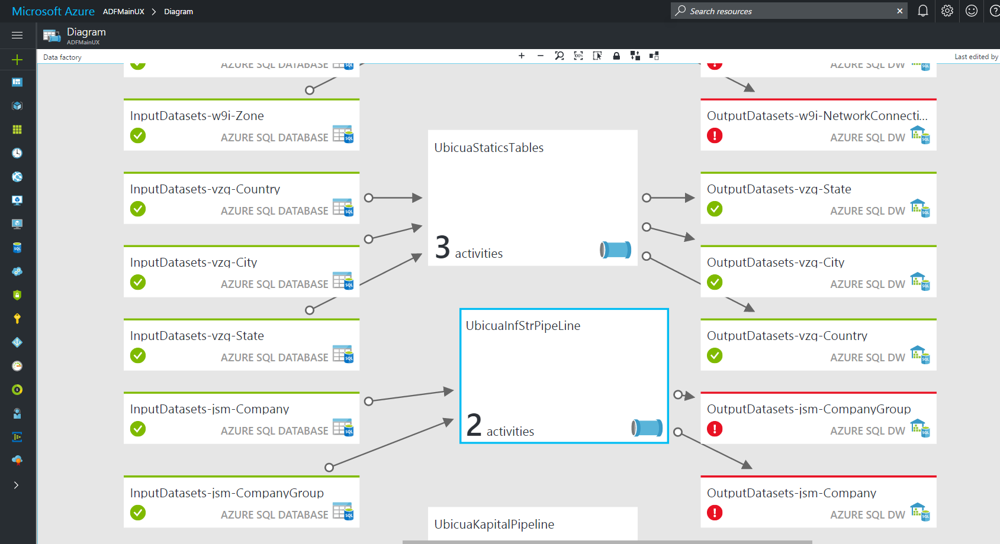 Microsoft Azure ADFMainUX > Diagram
Search resources
Diagram
ADFMainUX
Data factory
100%
Last edited by
AZURE SQL DATABASE
AZURE SQL DW
InputDatasets-w9i-Zone
AZURE SQL DATABASE
OutputDatasets-w9i-NetworkConnecti...
AZURE SQL DW
UbicuaStaticsTables
3 activities
InputDatasets-vzq-Country
AZURE SQL DATABASE
OutputDatasets-vzq-State
AZURE SQL DW
InputDatasets-vzq-City
AZURE SQL DATABASE
OutputDatasets-vzq-City
AZURE SQL DW
InputDatasets-vzq-State
AZURE SQL DATABASE
UbicuaInfStrPipeLine
2 activities
OutputDatasets-vzq-Country
AZURE SQL DW
InputDatasets-jsm-Company
AZURE SQL DATABASE
OutputDatasets-jsm-CompanyGroup
AZURE SQL DW
InputDatasets-jsm-CompanyGroup
AZURE SQL DATABASE
UbicuaKapitalPipeline
OutputDatasets-jsm-Company
AZURE SQL DW